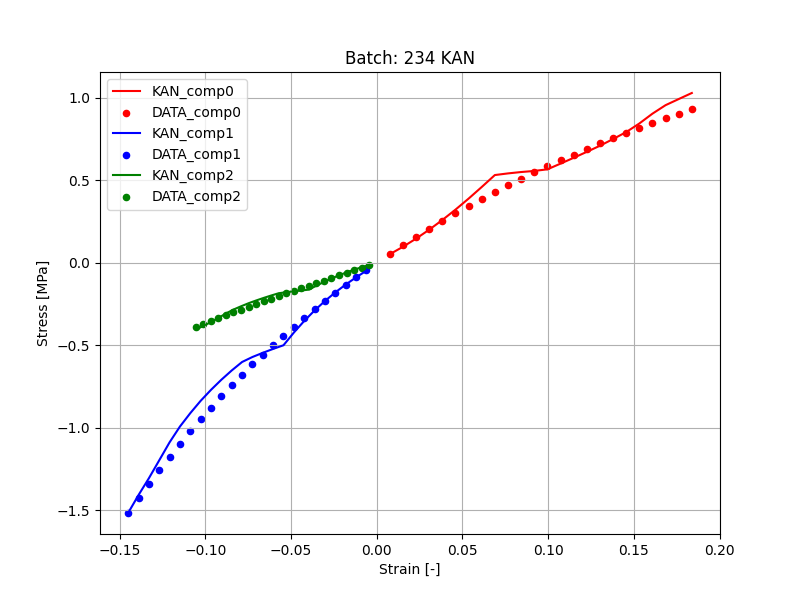 Batch: 234 KAN
KAN_comp0
DATA_comp0
KAN_comp1
DATA_comp1
KAN_comp2
DATA_comp2
1.0
0.5
0.0
−0.5
−1.0
−1.5
Stress [MPa]
−0.15 −0.10 −0.05 0.00 0.05 0.10 0.15 0.20
Strain [-]